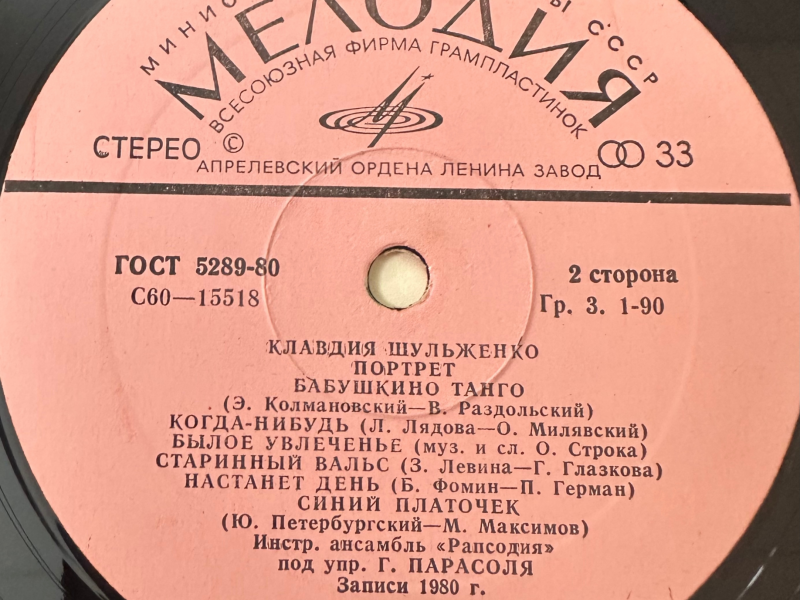 МЕЛОДИЯ
СССР
ВСЕСОЮЗНАЯ ФИРМА ГРАМПЛАСТИНОК
СТЕРЕО © 33
АПРЕЛЕВСКИЙ ОРДЕНА ЛЕНИНА ЗАВОД
ГОСТ 5289-80
С60—15518
2 сторона
Гр. 3. 1-90
КЛАВДИЯ ШУЛЬЖЕНКО
ПОРТРЕТ
БАБУШКИНО ТАНГО
(Э. Колмановский—В. Раздольский)
КОГДА-НИБУДЬ (Л. Лядова—О. Милявский)
БЫЛОЕ УВЛЕЧЕНЬЕ (муз. и сл. О. Строка)
СТАРИННЫЙ ВАЛЬС (З. Левина—Г. Глазкова)
НАСТАНЕТ ДЕНЬ (Б. Фомин—П. Герман)
СИНИЙ ПЛАТОЧЕК
(Ю. Петербургский—М. Максимов)
Инстр. ансамбль «Рапсодия»
под упр. Г. ПАРАСОЛЯ
Записи 1980 г.